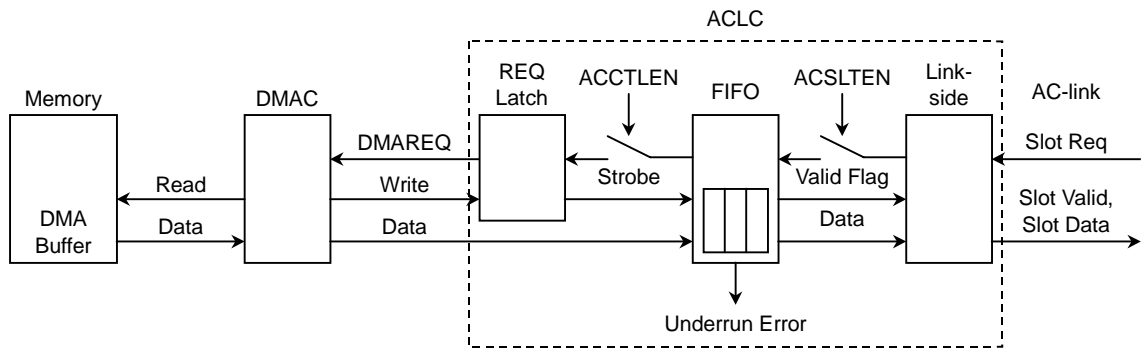 ACLC
REQ
Latch
ACCTLEN
FIFO
ACSLTEN
Link-
side
Memory
DMAC
AC-link
DMAREQ
Slot Req
Strobe
Valid Flag
Read
Write
Slot Valid,
Slot Data
DMA
Buffer
Data
Data
Data
Underrun Error